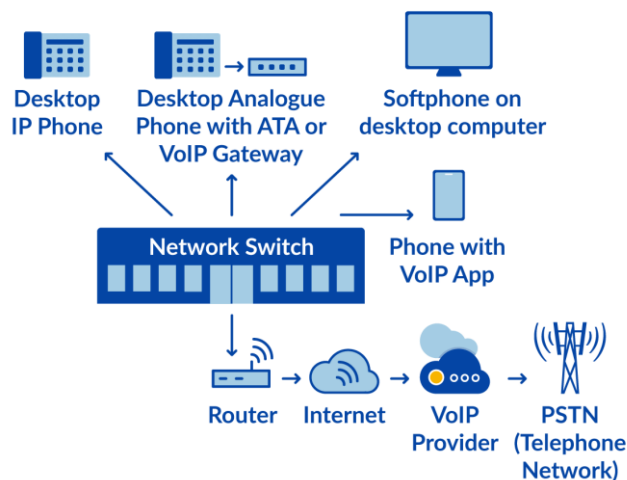 Desktop
IP Phone
Desktop Analogue
Phone with ATA or
VoIP Gateway
Softphone on
desktop computer
Network Switch
Phone with
VoIP App
Router
Internet
VoIP
Provider
PSTN
(Telephone
Network)